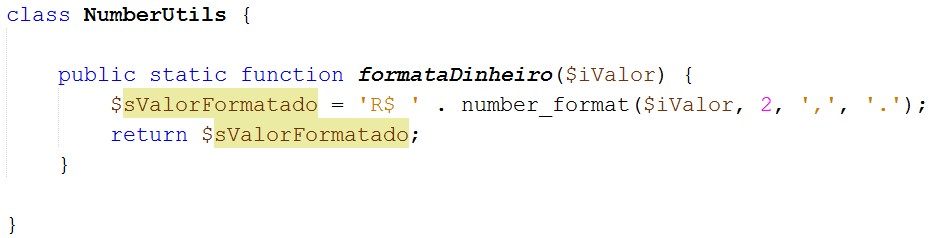 class NumberUtils {
public static function formataDinheiro($iValor) {
$sValorFormatado = 'R$ ' . number_format($iValor, 2, ',', '.');
return $sValorFormatado;
}
}